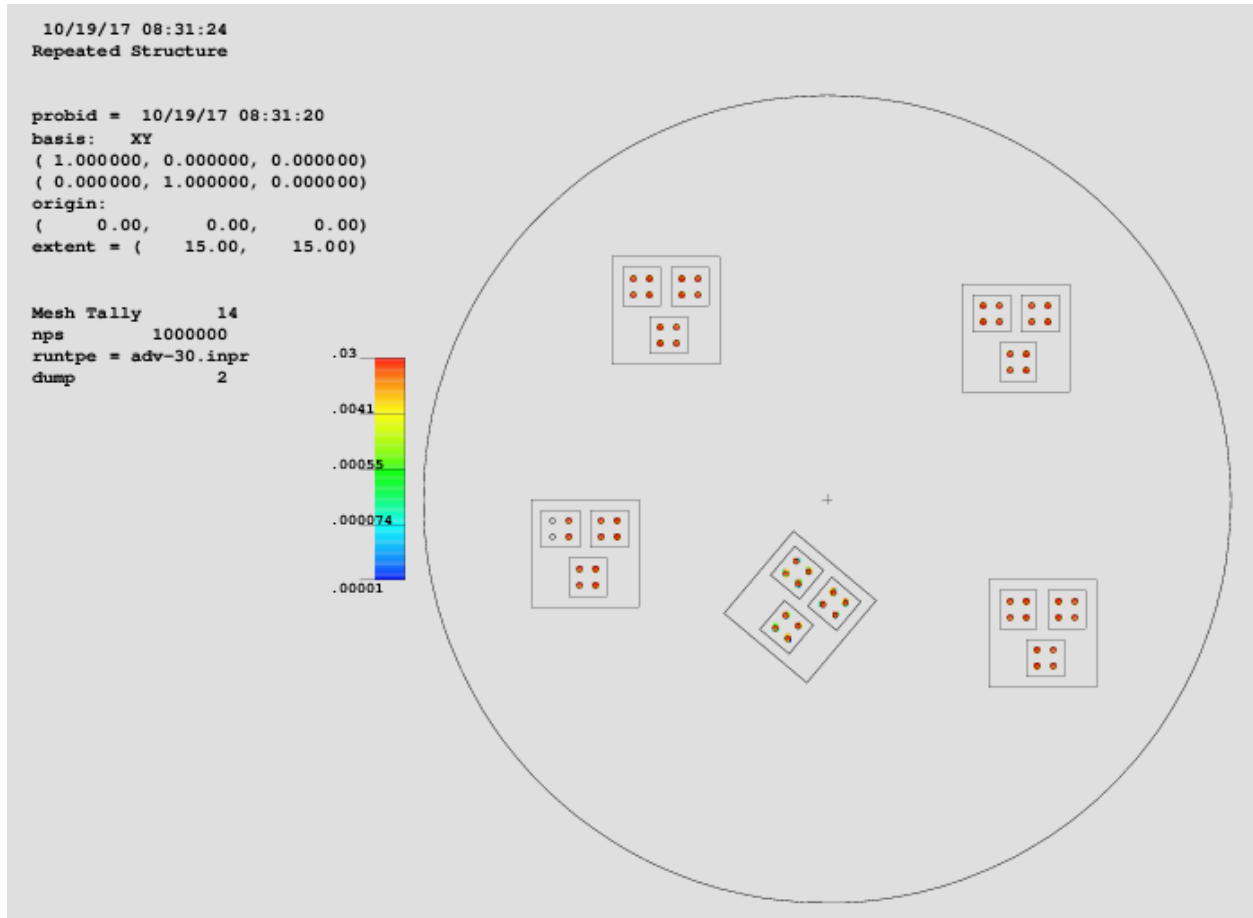 10/19/17 08:31:24
Repeated Structure
probid = 10/19/17 08:31:20
basis: XY
( 1.000000, 0.000000, 0.000000)
( 0.000000, 1.000000, 0.000000)
origin:
( 0.00, 0.00, 0.00)
extent = ( 15.00, 15.00)
Mesh Tally 14
nps 1000000
runtpe = adv-30.inpr
dump 2
.03
.0041
.00055
.000074
.00001